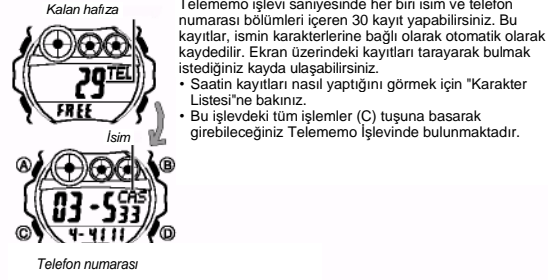 Kalan hafıza
Telememo işlevi saniyesinde her biri isim ve telefon
numarası bölümleri içeren 30 kayıt yapabilirsiniz. Bu
kayıtlar, ismin karakterlerine bağlı olarak otomatik olarak
kaydedilir. Ekran üzerindeki kayıtları tarayarak bulmak
istediğiniz kayda ulaşabilirsiniz.
• Saatin kayıtları nasıl yaptığını görmek için "Karakter
Listesi"ne bakınız.
• Bu işlevdeki tüm işlemler (C) tuşuna basarak
girebileceğiniz Telememo İşlevinde bulunmaktadır.
29 TEL
FREE
İsim
A B
03-5 CAS 33
C 4-4111 D
Telefon numarası